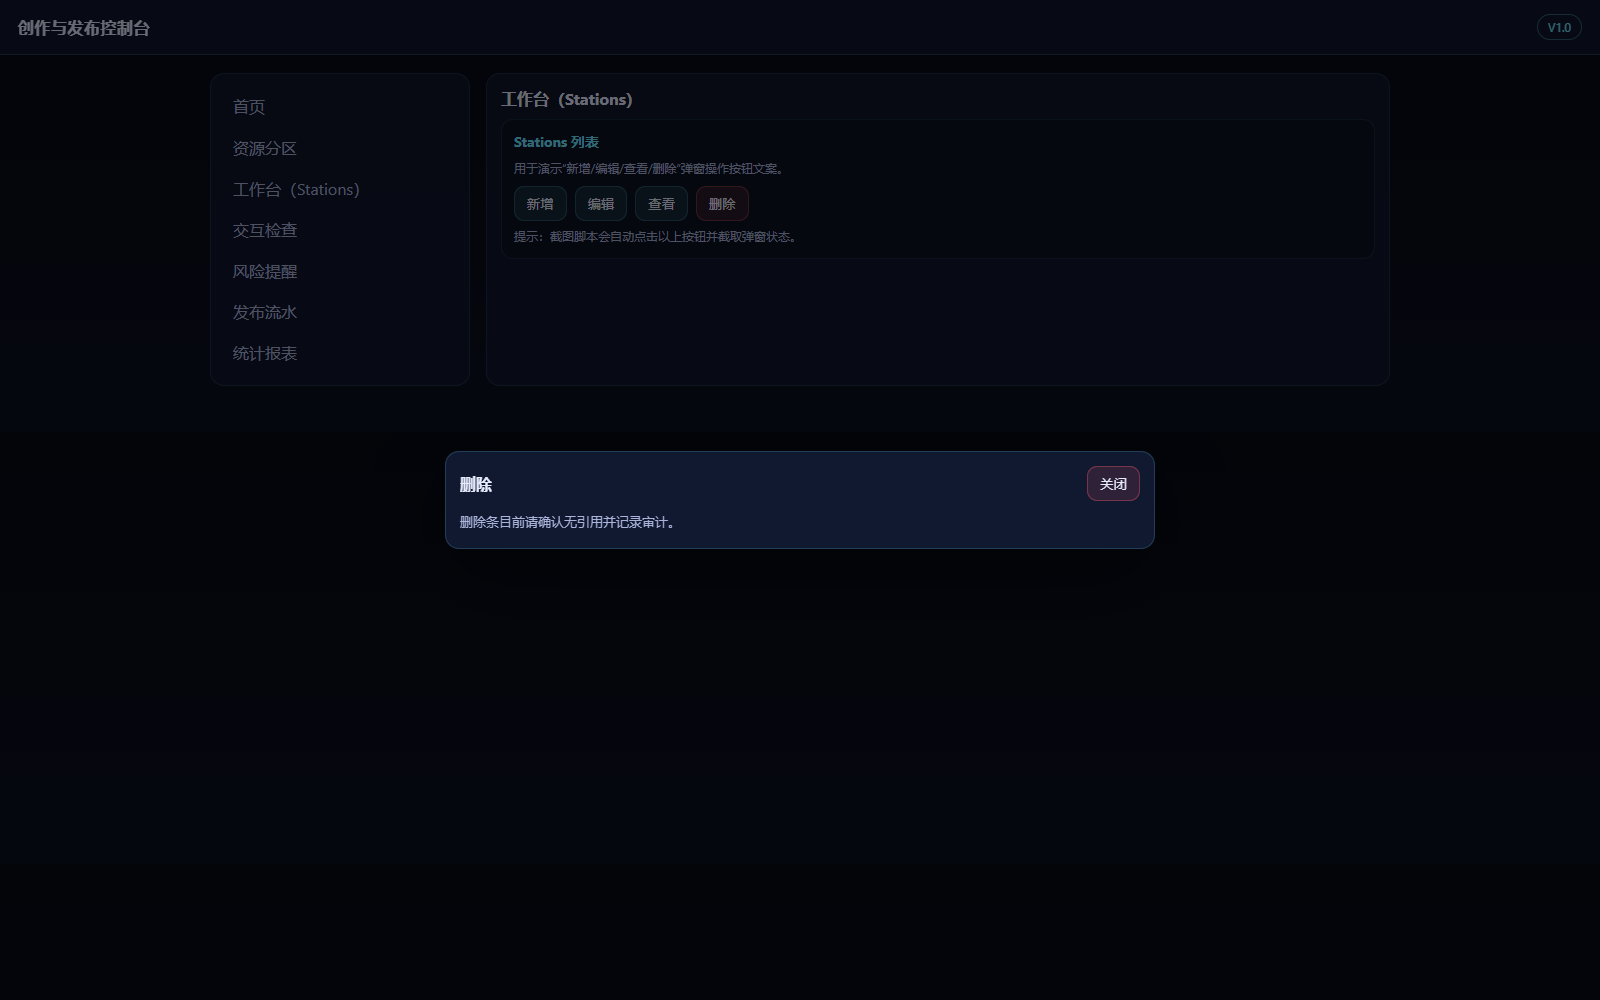 创作与发布控制台
V1.0
首页
资源分区
工作台（Stations）
交互检查
风险提醒
发布流水
统计报表
工作台（Stations）
Stations 列表
用于演示“新增/编辑/查看/删除”弹窗操作按钮文案。
新增
编辑
查看
删除
提示：截图脚本会自动点击以上按钮并截取弹窗状态。
删除
关闭
删除条目前请确认无引用并记录审计。